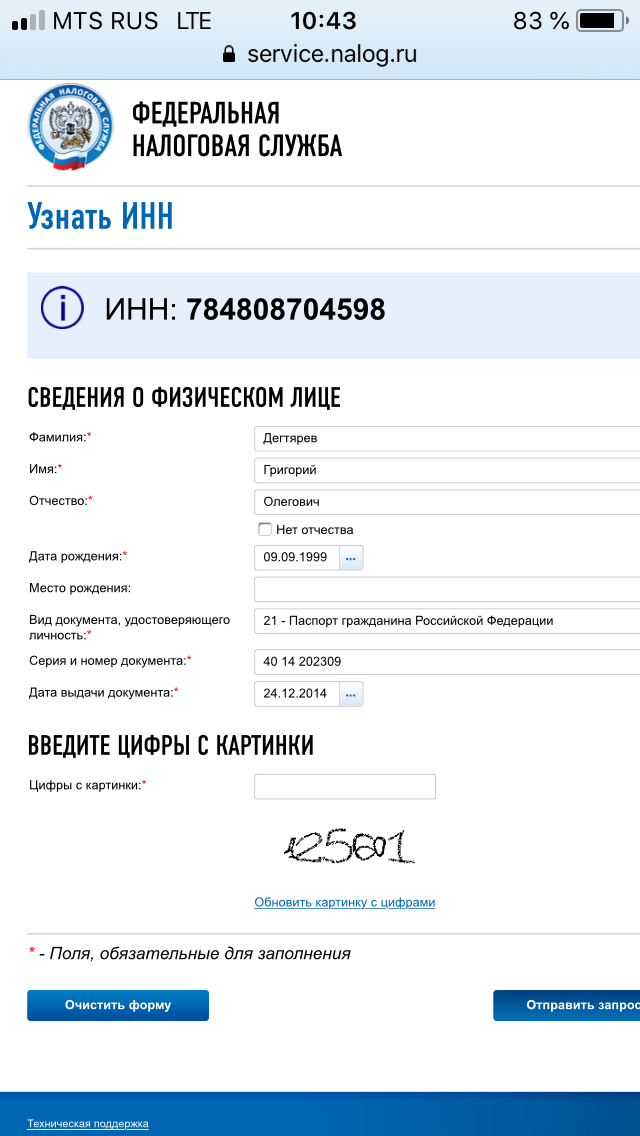 MTS RUS LTE 10:43 83 %
service.nalog.ru
ФЕДЕРАЛЬНАЯ НАЛОГОВАЯ СЛУЖБА
ФЕДЕРАЛЬНАЯ
НАЛОГОВАЯ СЛУЖБА
Узнать ИНН
ИНН: 784808704598
СВЕДЕНИЯ О ФИЗИЧЕСКОМ ЛИЦЕ
Фамилия:* Дегтярев
Имя:* Григорий
Отчество:* Олегович
Нет отчества
Дата рождения:* 09.09.1999 ...
Место рождения:
Вид документа, удостоверяющего
личность:* 21 - Паспорт гражданина Российской Федерации
Серия и номер документа:* 40 14 202309
Дата выдачи документа:* 24.12.2014 ...
ВВЕДИТЕ ЦИФРЫ С КАРТИНКИ
Цифры с картинки:*
Обновить картинку с цифрами
* - Поля, обязательные для заполнения
Очистить форму Отправить запрос
Техническая поддержка